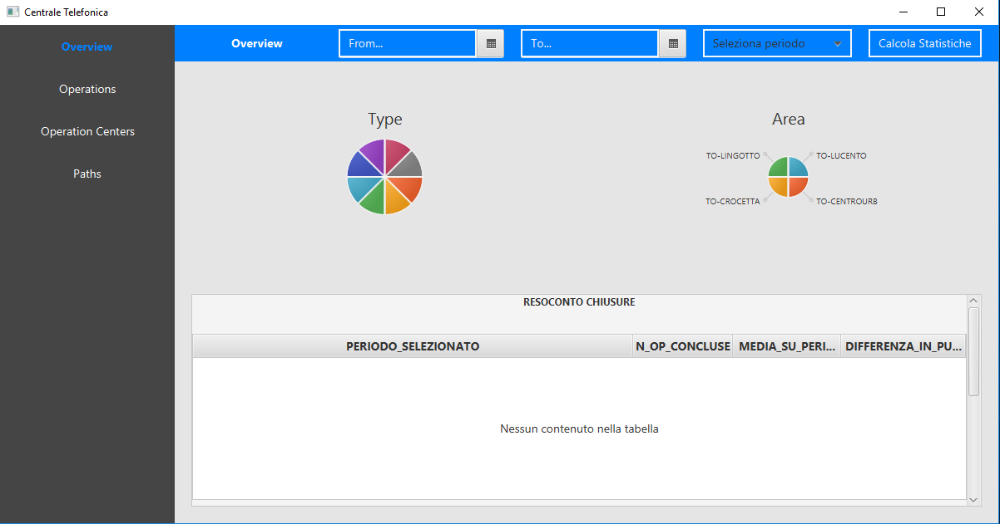 Centrale Telefonica
Overview
Operations
Operation Centers
Paths
Overview
From...
To...
Seleziona periodo
Calcola Statistiche
Type
Area
TO-LINGOTTO
TO-LUCENTO
TO-CROCETTA
TO-CENTROURB
RESOCONTO CHIUSURE
PERIODO_SELEZIONATO
N_OP_CONCLUSE
MEDIA_SU_PERI...
DIFFERENZA_IN_PU...
Nessun contenuto nella tabella